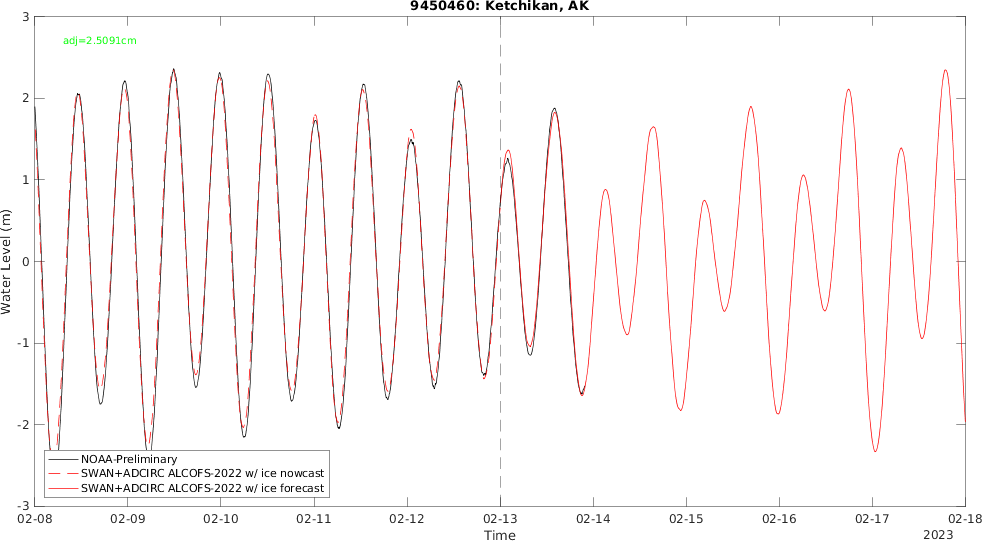 9450460: Ketchikan, AK
adj=2.5091cm
3
2
1
0
-1
-2
-3
Water Level (m)
NOAA-Preliminary
SWAN+ADCIRC ALCOFS-2022 w/ ice nowcast
SWAN+ADCIRC ALCOFS-2022 w/ ice forecast
02-08 02-09 02-10 02-11 02-12 02-13 02-14 02-15 02-16 02-17 02-18
Time
2023